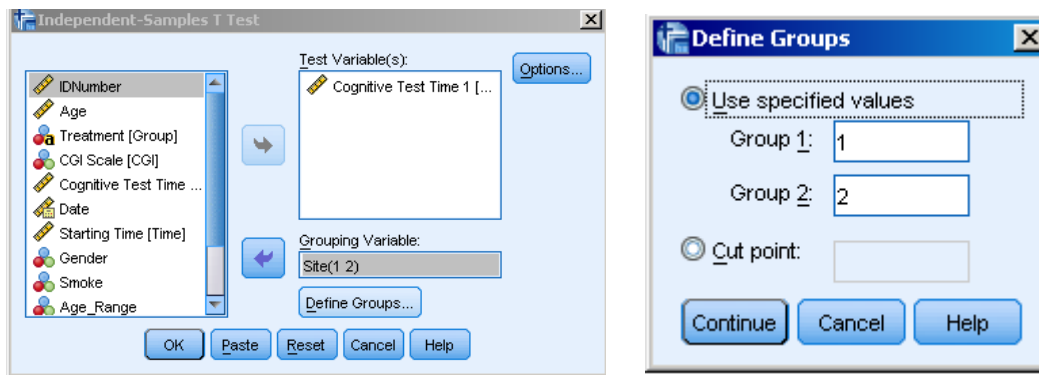 Independent-Samples T Test
IDNumber
Age
Treatment [Group]
CGI Scale [CGI]
Cognitive Test Time ...
Date
Starting Time [Time]
Gender
Smoke
Age_Range
Test Variable(s):
Cognitive Test Time 1 [...
Options...
Grouping Variable:
Site(1 2)
Define Groups...
OK Paste Reset Cancel Help
Define Groups
Use specified values
Group 1: 1
Group 2: 2
Cut point:
Continue Cancel Help